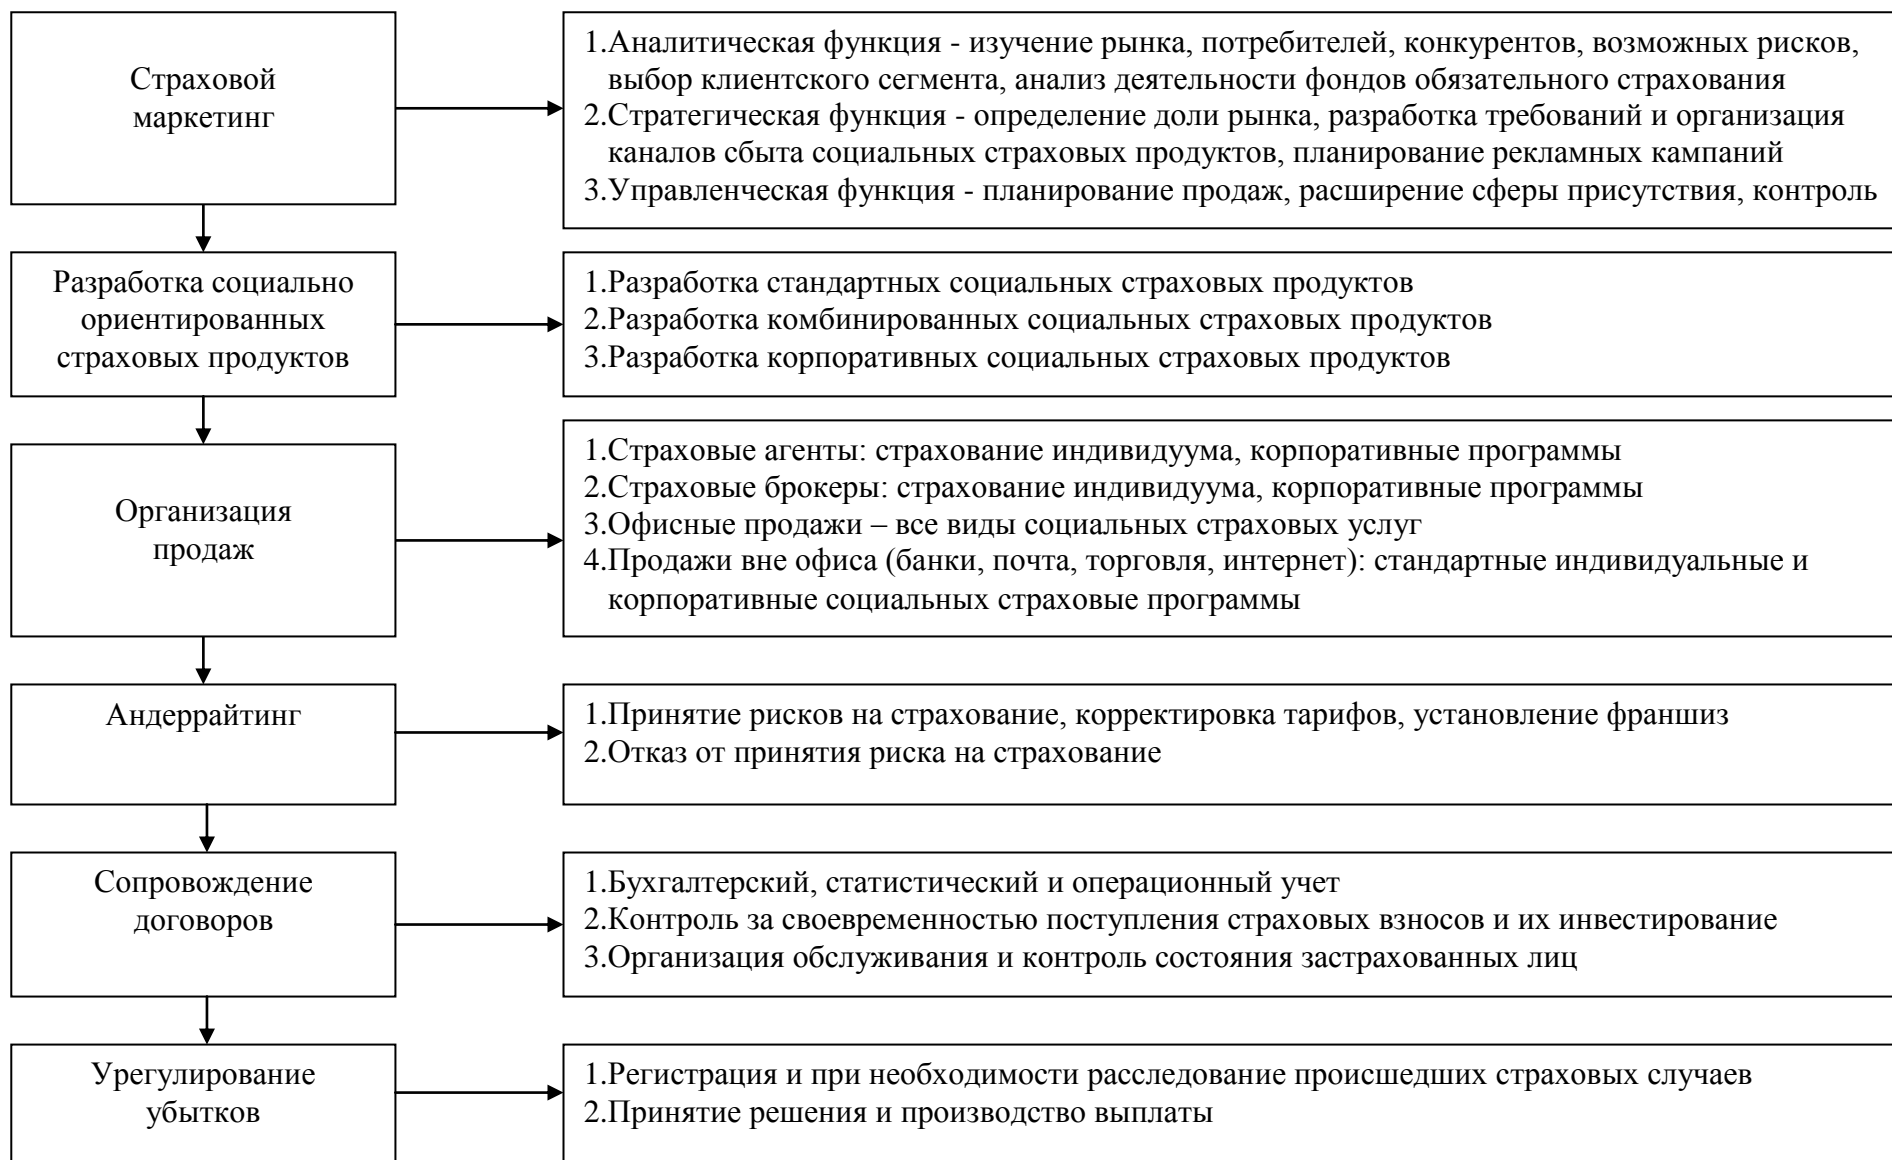 Страховой
маркетинг
1.Аналитическая функция - изучение рынка, потребителей, конкурентов, возможных рисков,
выбор клиентского сегмента, анализ деятельности фондов обязательного страхования
2.Стратегическая функция - определение доли рынка, разработка требований и организация
каналов сбыта социальных страховых продуктов, планирование рекламных кампаний
3.Управленческая функция - планирование продаж, расширение сферы присутствия, контроль
Разработка социально
ориентированных
страховых продуктов
1.Разработка стандартных социальных страховых продуктов
2.Разработка комбинированных социальных страховых продуктов
3.Разработка корпоративных социальных страховых продуктов
Организация
продаж
1.Страховые агенты: страхование индивидуума, корпоративные программы
2.Страховые брокеры: страхование индивидуума, корпоративные программы
3.Офисные продажи – все виды социальных страховых услуг
4.Продажи вне офиса (банки, почта, торговля, интернет): стандартные индивидуальные и
корпоративные социальных страховые программы
Андеррайтинг
1.Принятие рисков на страхование, корректировка тарифов, установление франшиз
2.Отказ от принятия риска на страхование
Сопровождение
договоров
1.Бухгалтерский, статистический и операционный учет
2.Контроль за своевременностью поступления страховых взносов и их инвестирование
3.Организация обслуживания и контроль состояния застрахованных лиц
Урегулирование
убытков
1.Регистрация и при необходимости расследование происшедших страховых случаев
2.Принятие решения и производство выплаты